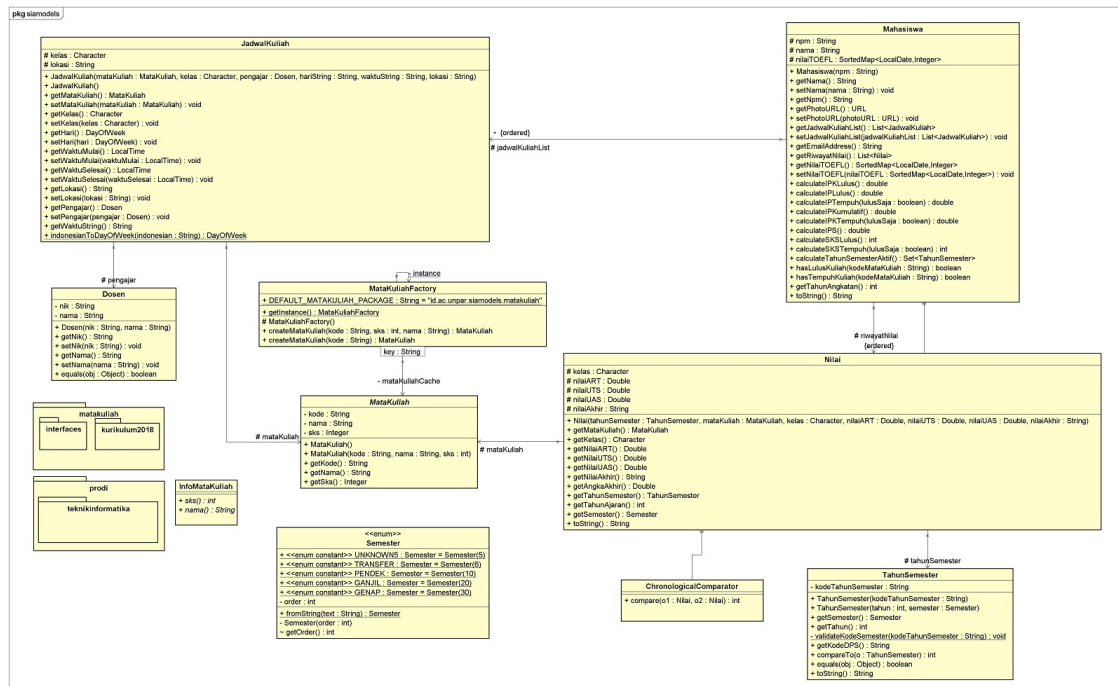 pkg siamodels
JadwalKuliah
# kelas : Character
# lokasi : String
+ JadwalKuliah(mataKuliah : MataKuliah, kelas : Character, pengajar : Dosen, hariString : String, waktuString : String, lokasi : String)
+ JadwalKuliah()
+ getMataKuliah() : MataKuliah
+ setMataKuliah(mataKuliah : MataKuliah) : void
+ getKelas() : Character
+ setKelas(kelas : Character) : void
+ getHari() : DayOfWeek
+ setHari(hari : DayOfWeek) : void
+ getWaktuMulai() : LocalTime
+ setWaktuMulai(waktuMulai : LocalTime) : void
+ getWaktuSelesai() : LocalTime
+ setWaktuSelesai(waktuSelesai : LocalTime) : void
+ getLokasi() : String
+ setLokasi(lokasi : String) : void
+ getPengajar() : Dosen
+ setPengajar(pengajar : Dosen) : void
+ getWaktuString() : String
+ indonesianToDayOfWeek(indonesian : String) : DayOfWeek
Mahasiswa
# npm : String
# nama : String
# nilaiTOEFL : SortedMap<LocalDate,Integer>
+ Mahasiswa(npm : String)
+ getNama() : String
+ setNama(nama : String) : void
+ getNpm() : String
+ getPhotoURL() : URL
+ setPhotoURL(photoURL : URL) : void
+ getJadwalKuliahList() : List<JadwalKuliah>
+ setJadwalKuliahList(jadwalKuliahList : List<JadwalKuliah>) : void
+ getEmailAddress() : String
+ getRiwayatNilai() : List<Nilai>
+ getNilaiTOEFL() : SortedMap<LocalDate,Integer>
+ setNilaiTOEFL(nilaiTOEFL : SortedMap<LocalDate,Integer>) : void
+ calculateIPKLulus() : double
+ calculateIPLulus() : double
+ calculateIPTempuh(lulusSaja : boolean) : double
+ calculateIPKumulatif() : double
+ calculateIPKTempuh(lulusSaja : boolean) : double
+ calculateIPS() : double
+ calculateSKSLulus() : int
+ calculateSKSTempuh(lulusSaja : boolean) : int
+ calculateTahunSemesterAktif() : Set<TahunSemester>
+ hasLulusKuliah(kodeMataKuliah : String) : boolean
+ hasTempuhKuliah(kodeMataKuliah : String) : boolean
+ getTahunAngkatan() : int
+ toString() : String
* {ordered}
# jadwalKuliahList
# pengajar
Dosen
- nik : String
- nama : String
+ Dosen(nik : String, nama : String)
+ getNik() : String
+ setNik(nik : String) : void
+ getNama() : String
+ setNama(nama : String) : void
+ equals(obj : Object) : boolean
- instance
MataKuliahFactory
+ DEFAULT_MATAKULIAH_PACKAGE : String = "id.ac.unpar.siamodels.matakuliah"
+ getInstance() : MataKuliahFactory
# MataKuliahFactory()
+ createMataKuliah(kode : String, sks : int, nama : String) : MataKuliah
+ createMataKuliah(kode : String) : MataKuliah
key : String
- mataKuliahCache
# riwayatNilai
{ordered}
Nilai
# kelas : Character
# nilaiART : Double
# nilaiUTS : Double
# nilaiUAS : Double
# nilaiAkhir : String
+ Nilai(tahunSemester : TahunSemester, mataKuliah : MataKuliah, kelas : Character, nilaiART : Double, nilaiUTS : Double, nilaiUAS : Double, nilaiAkhir : String)
+ getMataKuliah() : MataKuliah
+ getKelas() : Character
+ getNilaiART() : Double
+ getNilaiUTS() : Double
+ getNilaiUAS() : Double
+ getNilaiAkhir() : String
+ getAngkaAkhir() : Double
+ getTahunSemester() : TahunSemester
+ getTahunAjaran() : int
+ getSemester() : Semester
+ toString() : String
MataKuliah
- kode : String
- nama : String
- sks : Integer
+ MataKuliah()
+ MataKuliah(kode : String, nama : String, sks : int)
+ getKode() : String
+ getNama() : String
+ getSks() : Integer
# mataKuliah
# mataKuliah
matakuliah
interfaces
kurikulum2018
prodi
teknikinformatika
InfoMataKuliah
+ sks() : int
+ nama() : String
<<enum>>
Semester
+ <<enum constant>> UNKNOWN5 : Semester = Semester(5)
+ <<enum constant>> TRANSFER : Semester = Semester(6)
+ <<enum constant>> PENDEK : Semester = Semester(10)
+ <<enum constant>> GANJIL : Semester = Semester(20)
+ <<enum constant>> GENAP : Semester = Semester(30)
- order : int
+ fromString(text : String) : Semester
- Semester(order : int)
~ getOrder() : int
ChronologicalComparator
+ compare(o1 : Nilai, o2 : Nilai) : int
# tahunSemester
TahunSemester
- kodeTahunSemester : String
+ TahunSemester(kodeTahunSemester : String)
+ TahunSemester(tahun : int, semester : Semester)
+ getSemester() : Semester
+ getTahun() : int
- validateKodeSemester(kodeTahunSemester : String) : void
+ getKodeDPS() : String
+ compareTo(o : TahunSemester) : int
+ equals(obj : Object) : boolean
+ toString() : String